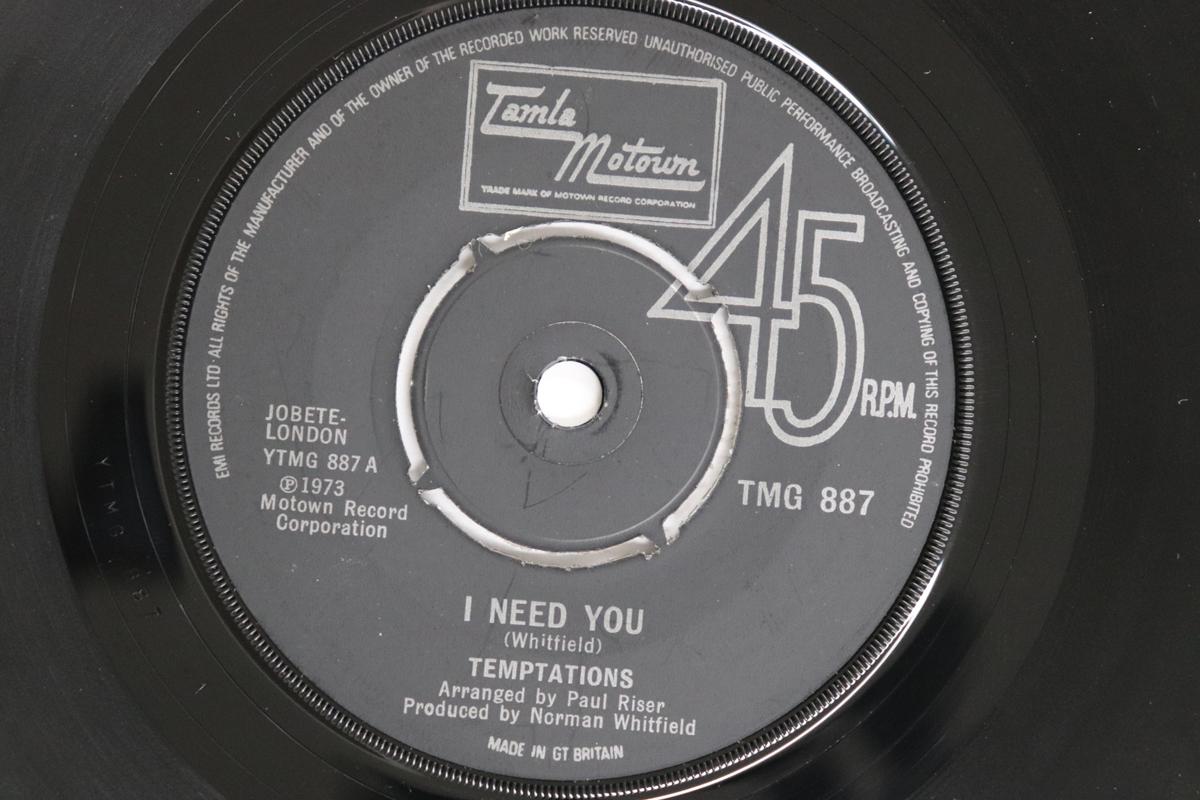 EMI RECORDS LTD · ALL RIGHTS OF THE MANUFACTURER AND OF THE OWNER OF THE RECORDED WORK RESERVED UNAUTHORISED PUBLIC PERFORMANCE BROADCASTING AND COPYING OF THIS RECORD PROHIBITED
Tamla
Motown
TRADE MARK OF MOTOWN RECORD CORPORATION
45
R.P.M.
JOBETE-
LONDON
YTMG 887 A
℗1973
Motown Record
Corporation
TMG 887
I NEED YOU
(Whitfield)
TEMPTATIONS
Arranged by Paul Riser
Produced by Norman Whitfield
MADE IN GT BRITAIN
YTMG